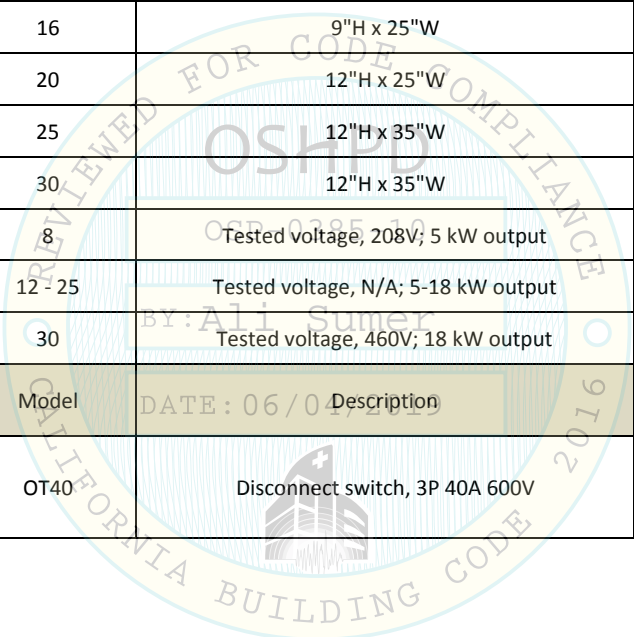 16 9"H x 25"W
20 12"H x 25"W
25 12"H x 35"W
30 12"H x 35"W
8 Tested voltage, 208V; 5 kW output
12 - 25 Tested voltage, N/A; 5-18 kW output
30 Tested voltage, 460V; 18 kW output
Model Description
OT40 Disconnect switch, 3P 40A 600V
REVIEWED FOR CODE COMPLIANCE
OSHPD
OSP-0385-10
BY: Ali Sumer
DATE: 06/04/2019
CALIFORNIA BUILDING CODE 2016